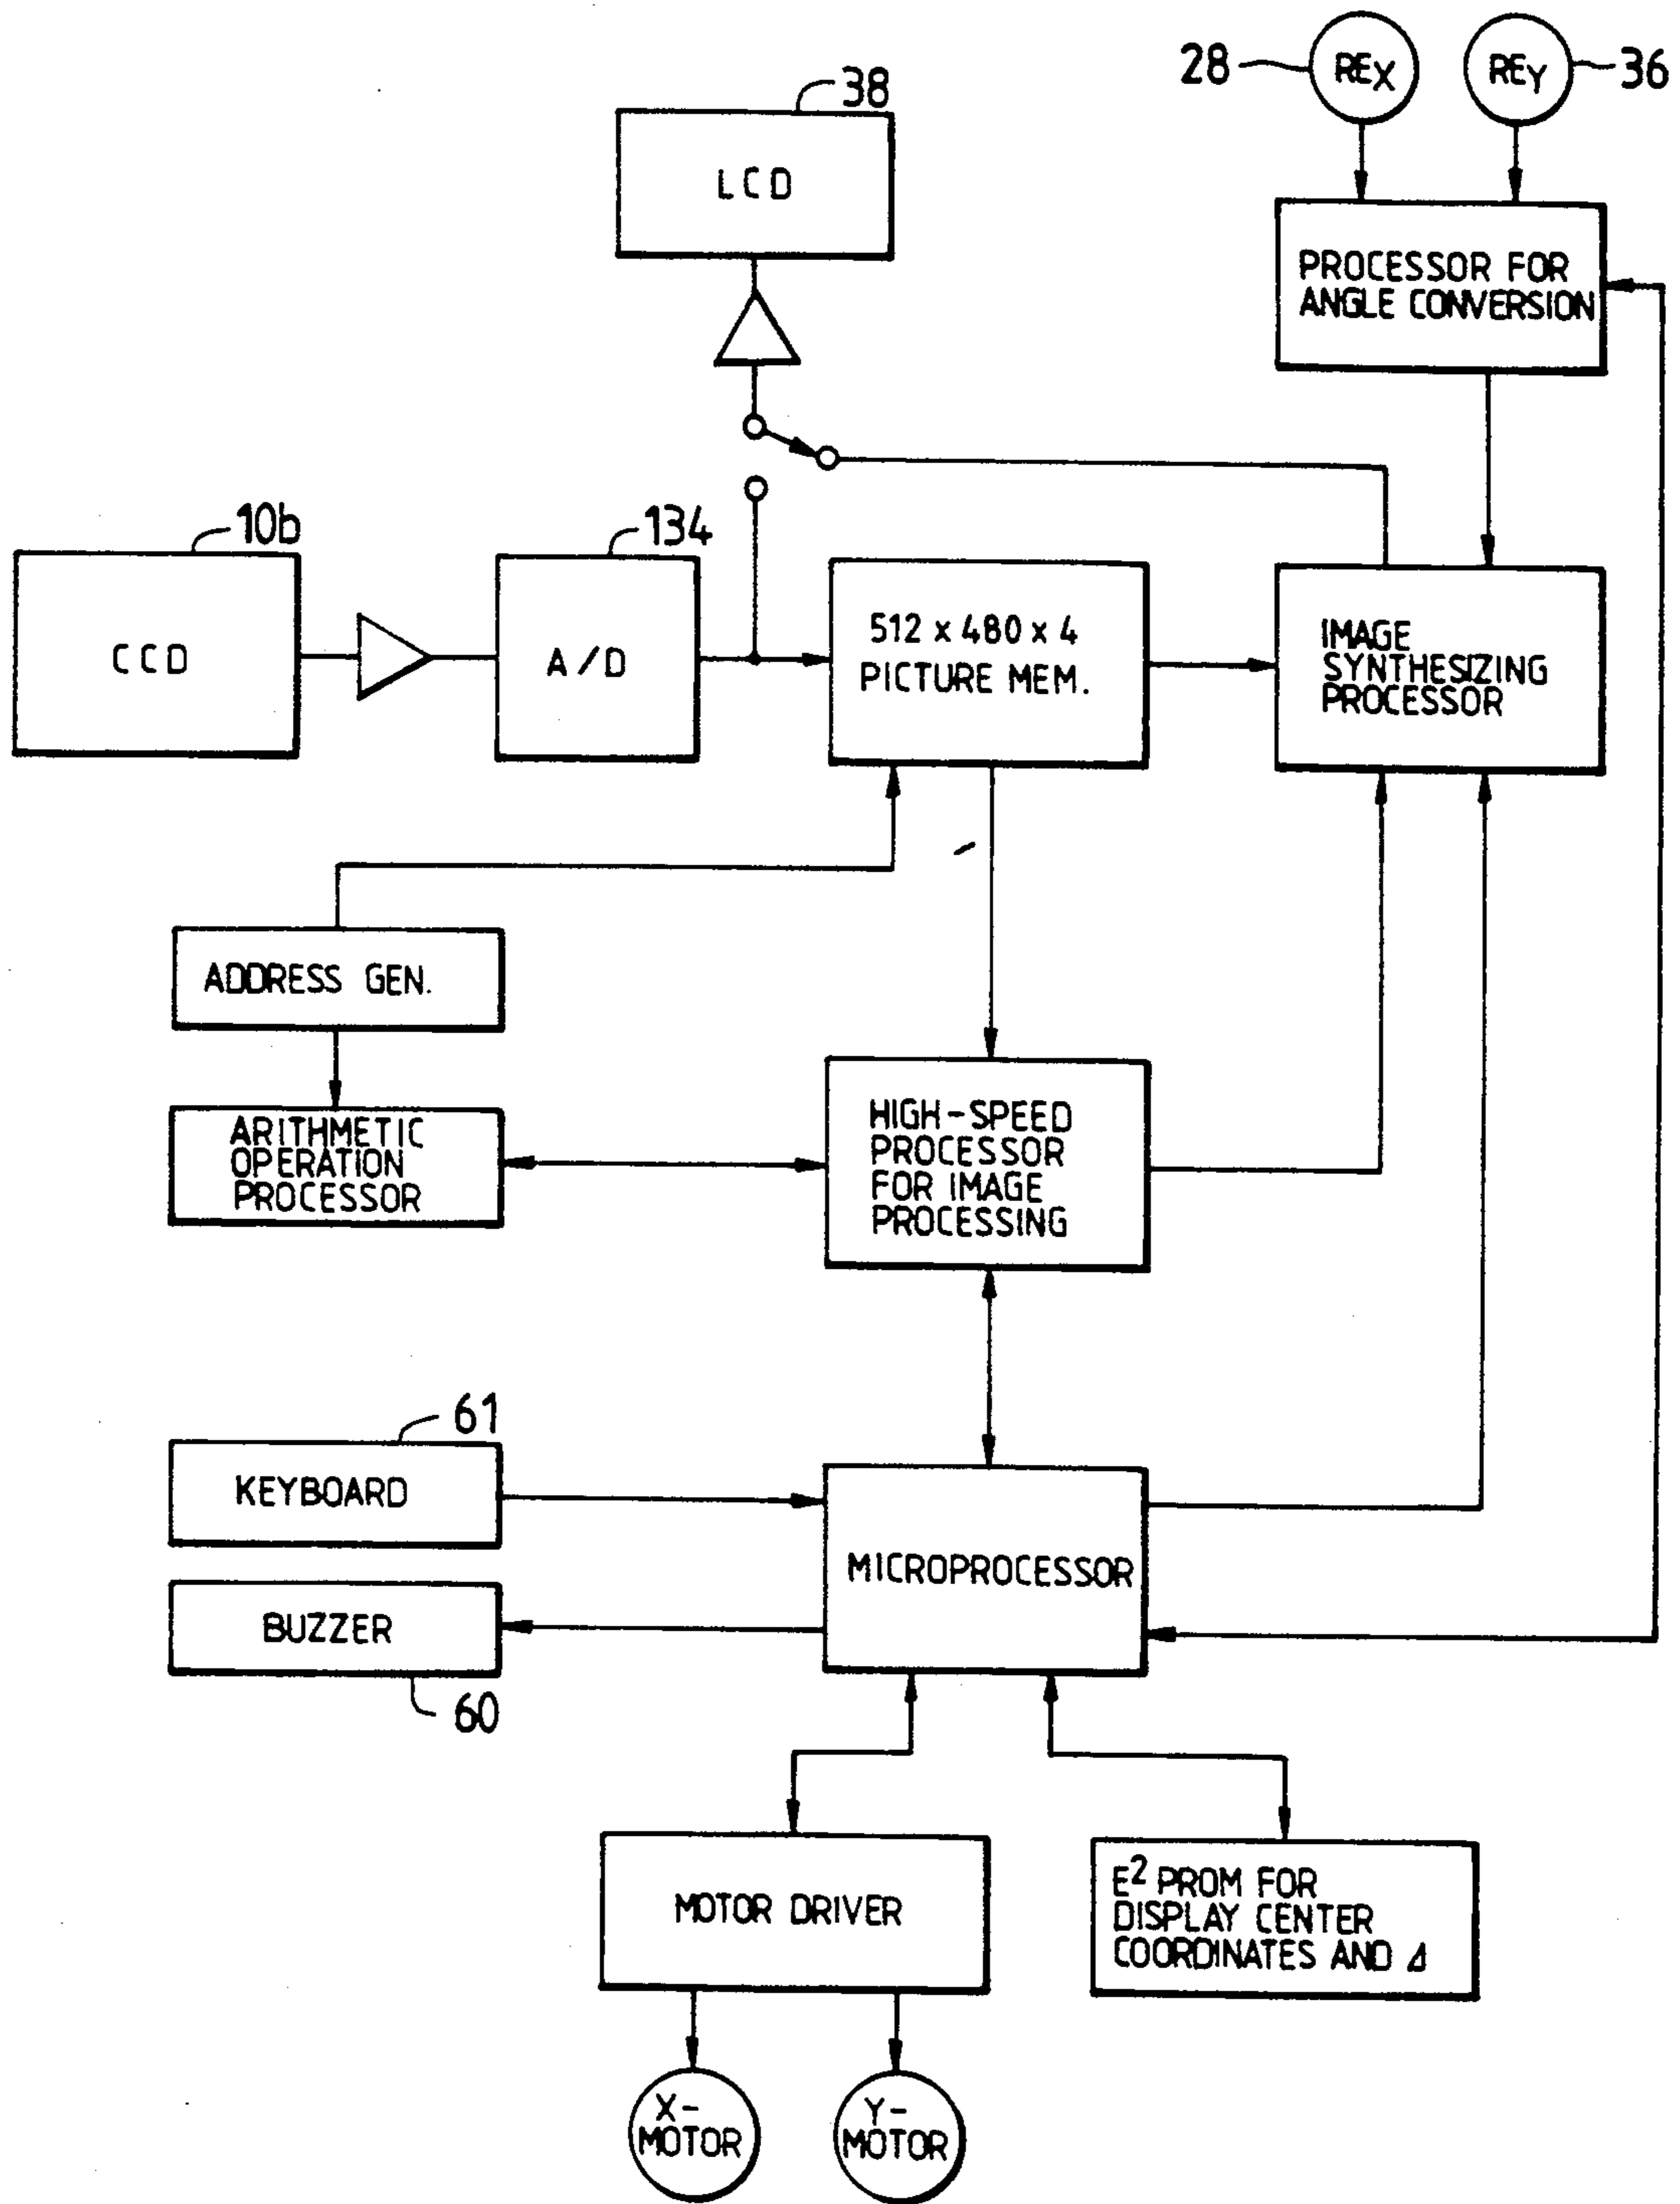 28
REX
REY
36
38
LCD
PROCESSOR FOR
ANGLE CONVERSION
10b
134
CCD
A/D
512 x 480 x 4
PICTURE MEM.
IMAGE
SYNTHESIZING
PROCESSOR
ADDRESS GEN.
ARITHMETIC
OPERATION
PROCESSOR
HIGH-SPEED
PROCESSOR
FOR IMAGE
PROCESSING
61
KEYBOARD
MICROPROCESSOR
BUZZER
60
MOTOR DRIVER
E² PROM FOR
DISPLAY CENTER
COORDINATES AND Δ
X-
MOTOR
Y-
MOTOR